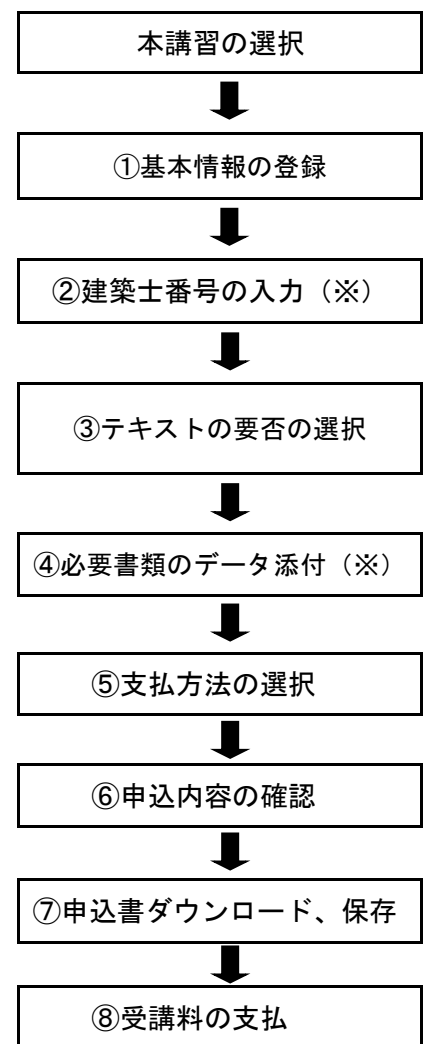 本講習の選択
①基本情報の登録
②建築士番号の入力（※）
③テキストの要否の選択
④必要書類のデータ添付（※）
⑤支払方法の選択
⑥申込内容の確認
⑦申込書ダウンロード、保存
⑧受講料の支払